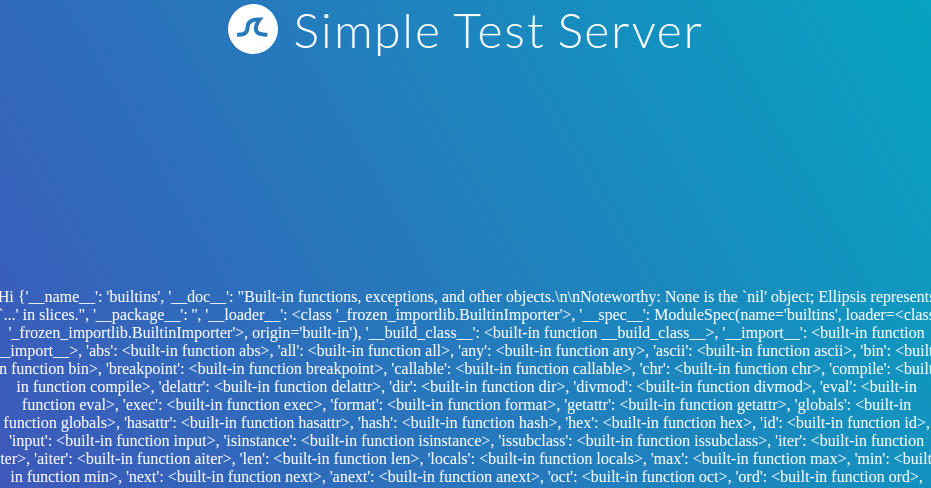 Simple Test Server
Hi {'__name__': 'builtins', '__doc__': "Built-in functions, exceptions, and other objects.\n\nNoteworthy: None is the `nil' object; Ellipsis represents
`...' in slices.", '__package__': '', '__loader__': <class '_frozen_importlib.BuiltinImporter'>, '__spec__': ModuleSpec(name='builtins', loader=<class
'_frozen_importlib.BuiltinImporter'>, origin='built-in'), '__build_class__': <built-in function __build_class__>, '__import__': <built-in function
__import__>, 'abs': <built-in function abs>, 'all': <built-in function all>, 'any': <built-in function any>, 'ascii': <built-in function ascii>, 'bin': <built-
in function bin>, 'breakpoint': <built-in function breakpoint>, 'callable': <built-in function callable>, 'chr': <built-in function chr>, 'compile': <built-
in function compile>, 'delattr': <built-in function delattr>, 'dir': <built-in function dir>, 'divmod': <built-in function divmod>, 'eval': <built-in
function eval>, 'exec': <built-in function exec>, 'format': <built-in function format>, 'getattr': <built-in function getattr>, 'globals': <built-in
function globals>, 'hasattr': <built-in function hasattr>, 'hash': <built-in function hash>, 'hex': <built-in function hex>, 'id': <built-in function id>,
'input': <built-in function input>, 'isinstance': <built-in function isinstance>, 'issubclass': <built-in function issubclass>, 'iter': <built-in function
iter>, 'aiter': <built-in function aiter>, 'len': <built-in function len>, 'locals': <built-in function locals>, 'max': <built-in function max>, 'min': <built-
in function min>, 'next': <built-in function next>, 'anext': <built-in function anext>, 'oct': <built-in function oct>, 'ord': <built-in function ord>,